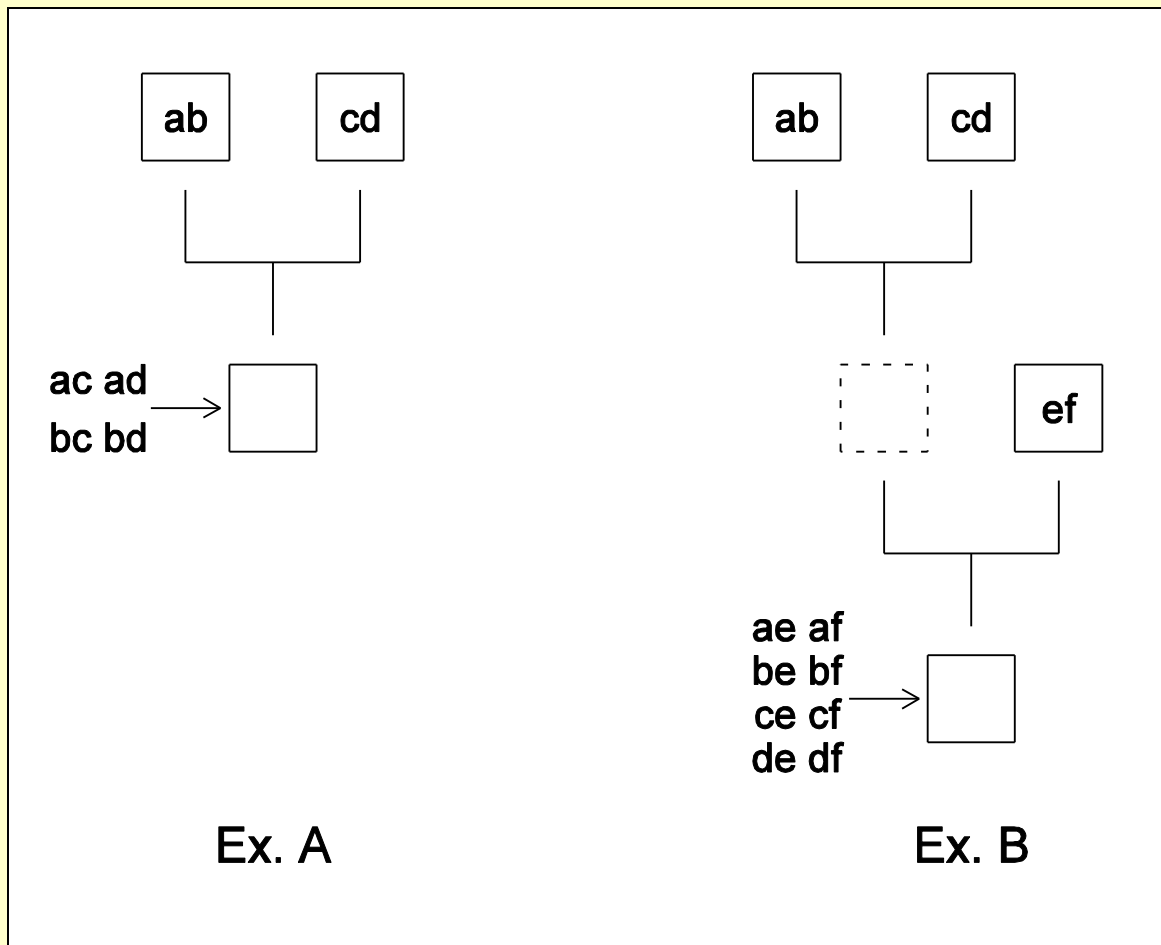 ab
cd
ac ad
bc bd
Ex. A
ab
cd
ef
ae af
be bf
ce cf
de df
Ex. B